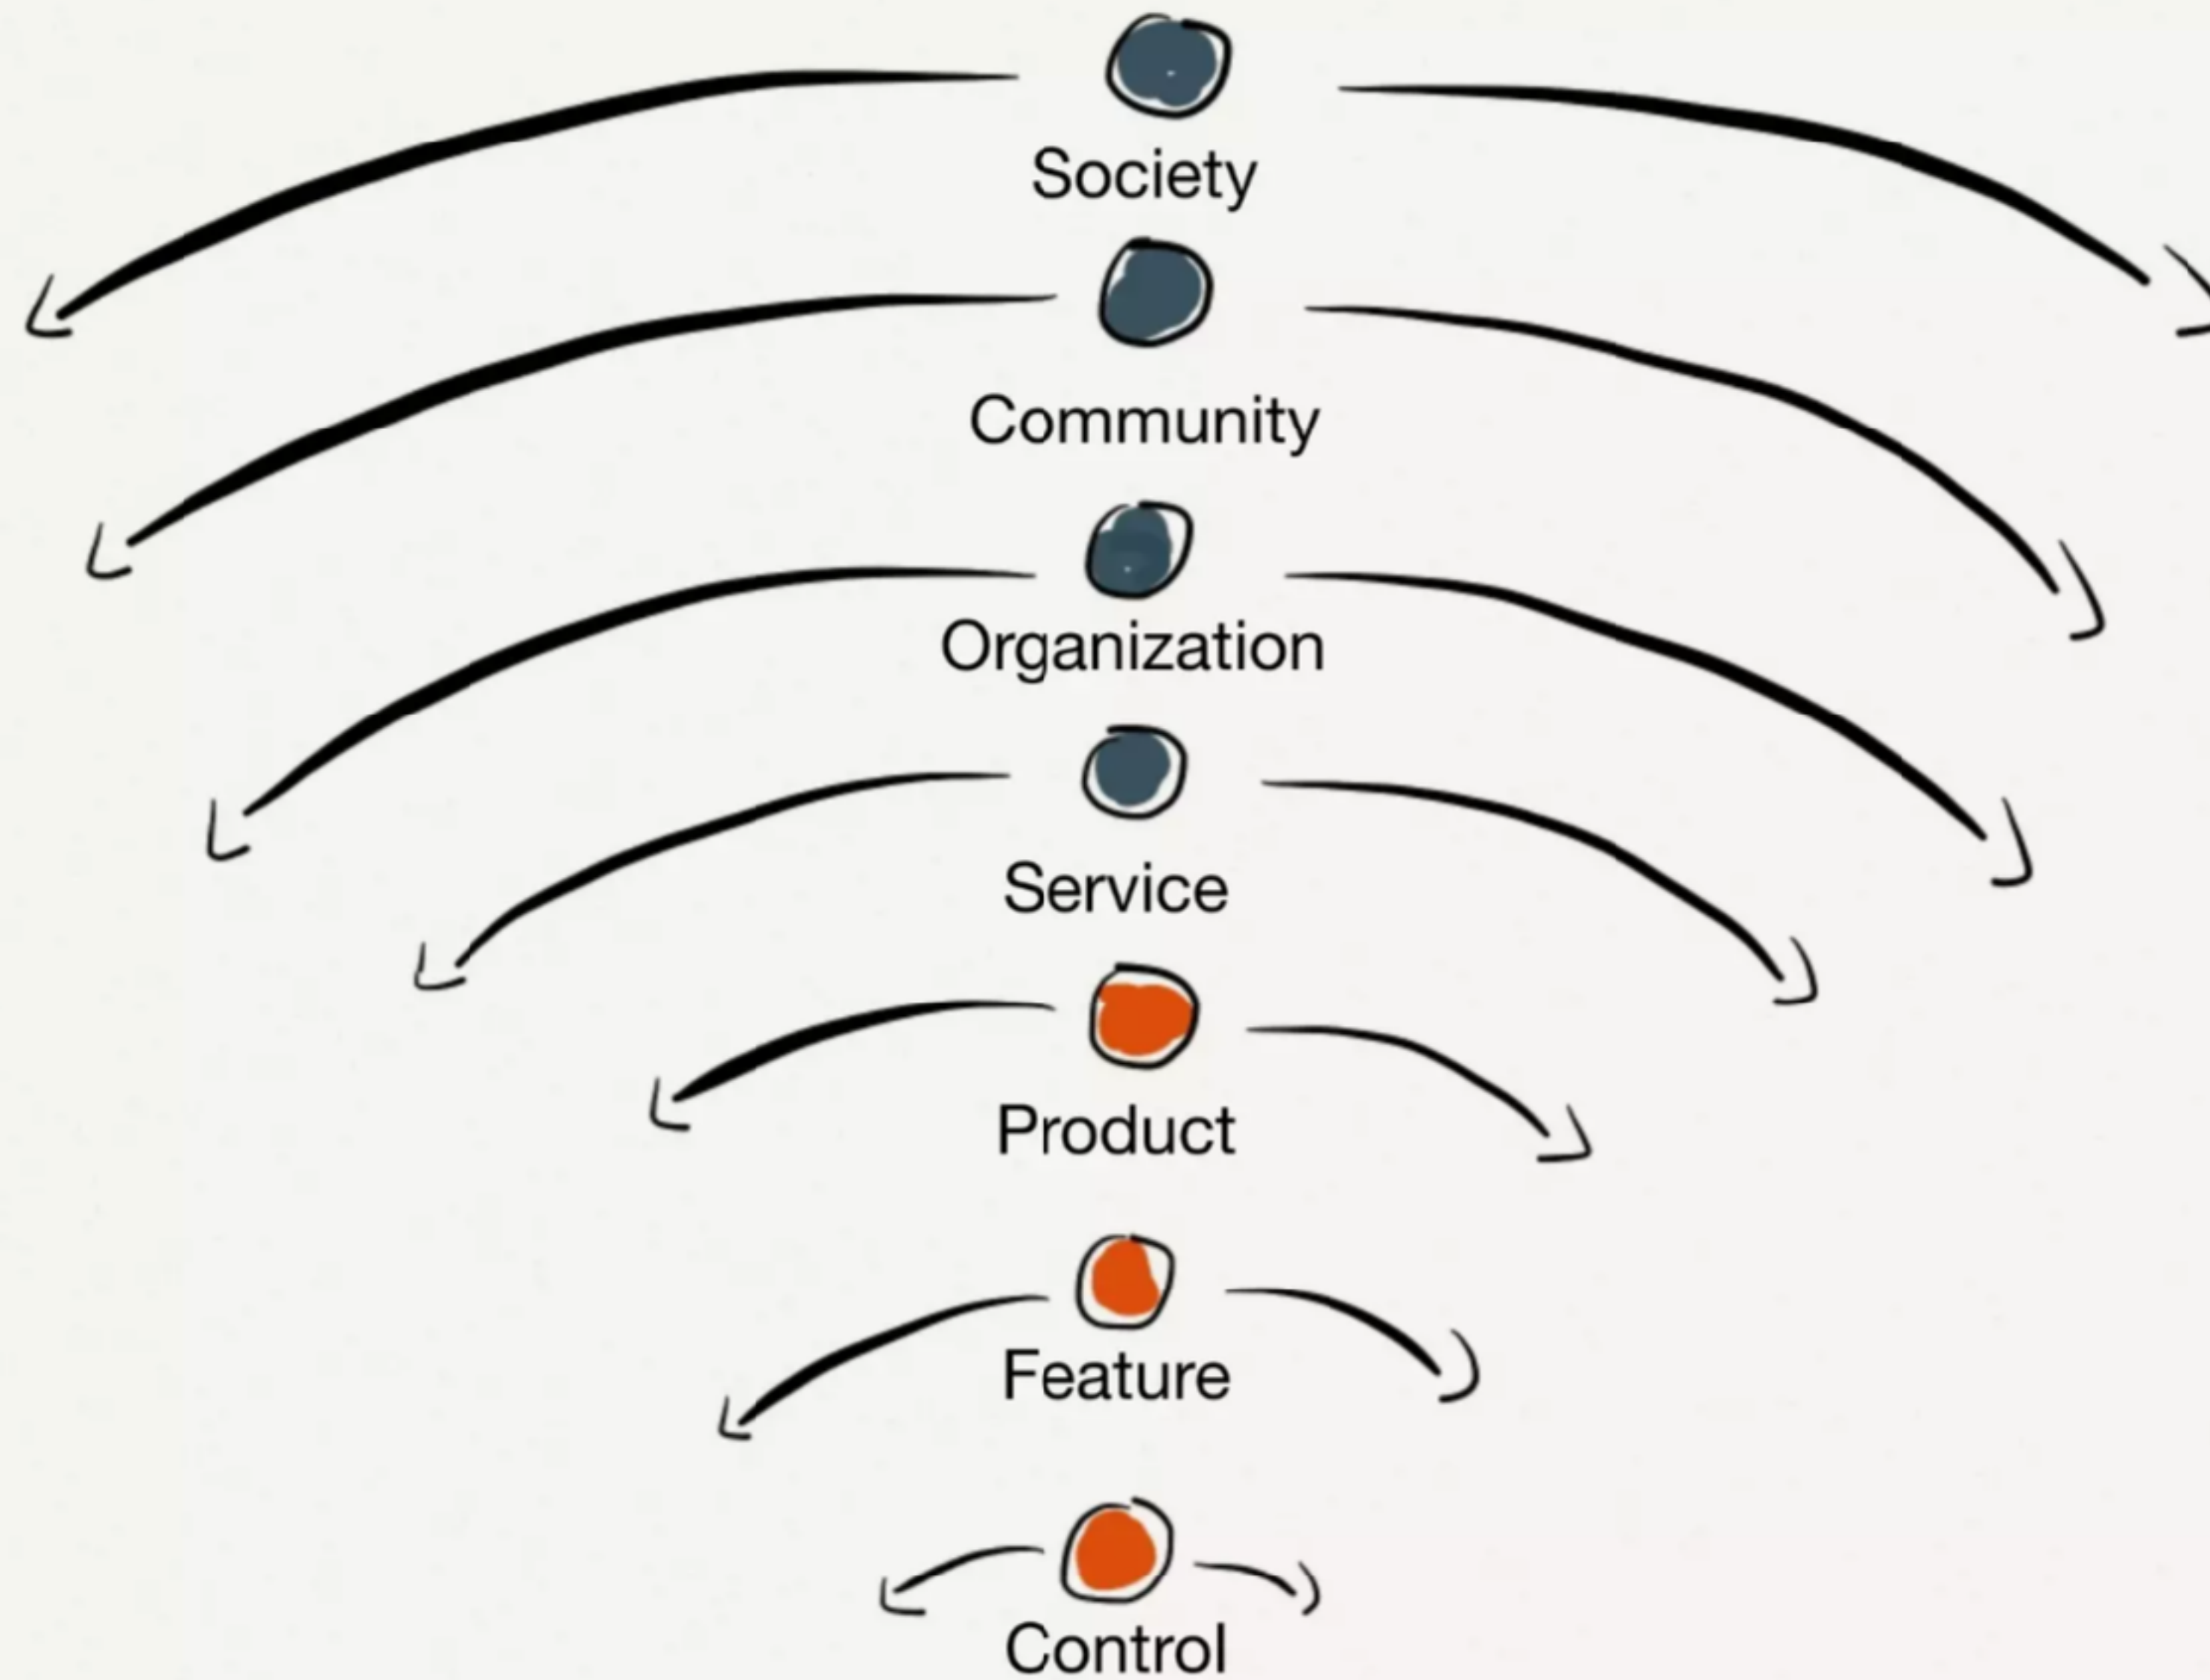 Society
Community
Organization
Service
Product
Feature
Control